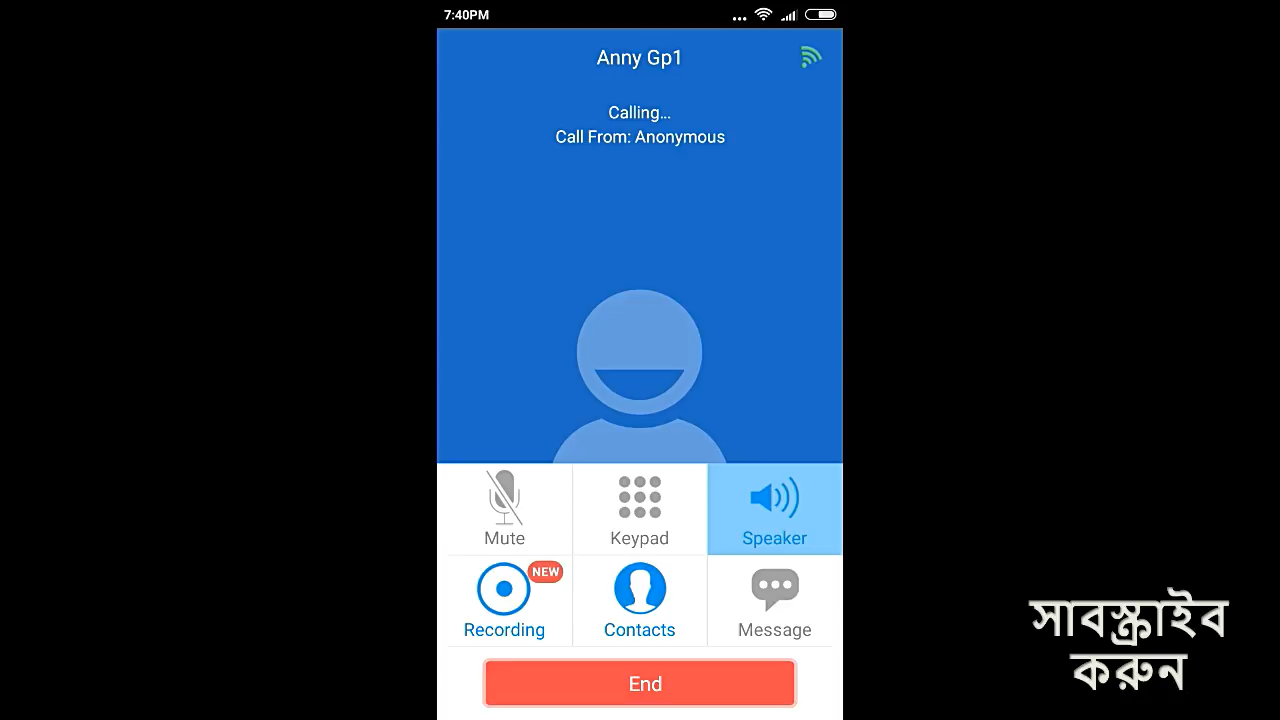 7:40PM
Anny Gp1
Calling...
Call From: Anonymous
Mute
Keypad
Speaker
NEW
Recording
Contacts
Message
End
সাবস্ক্রাইব
করুন